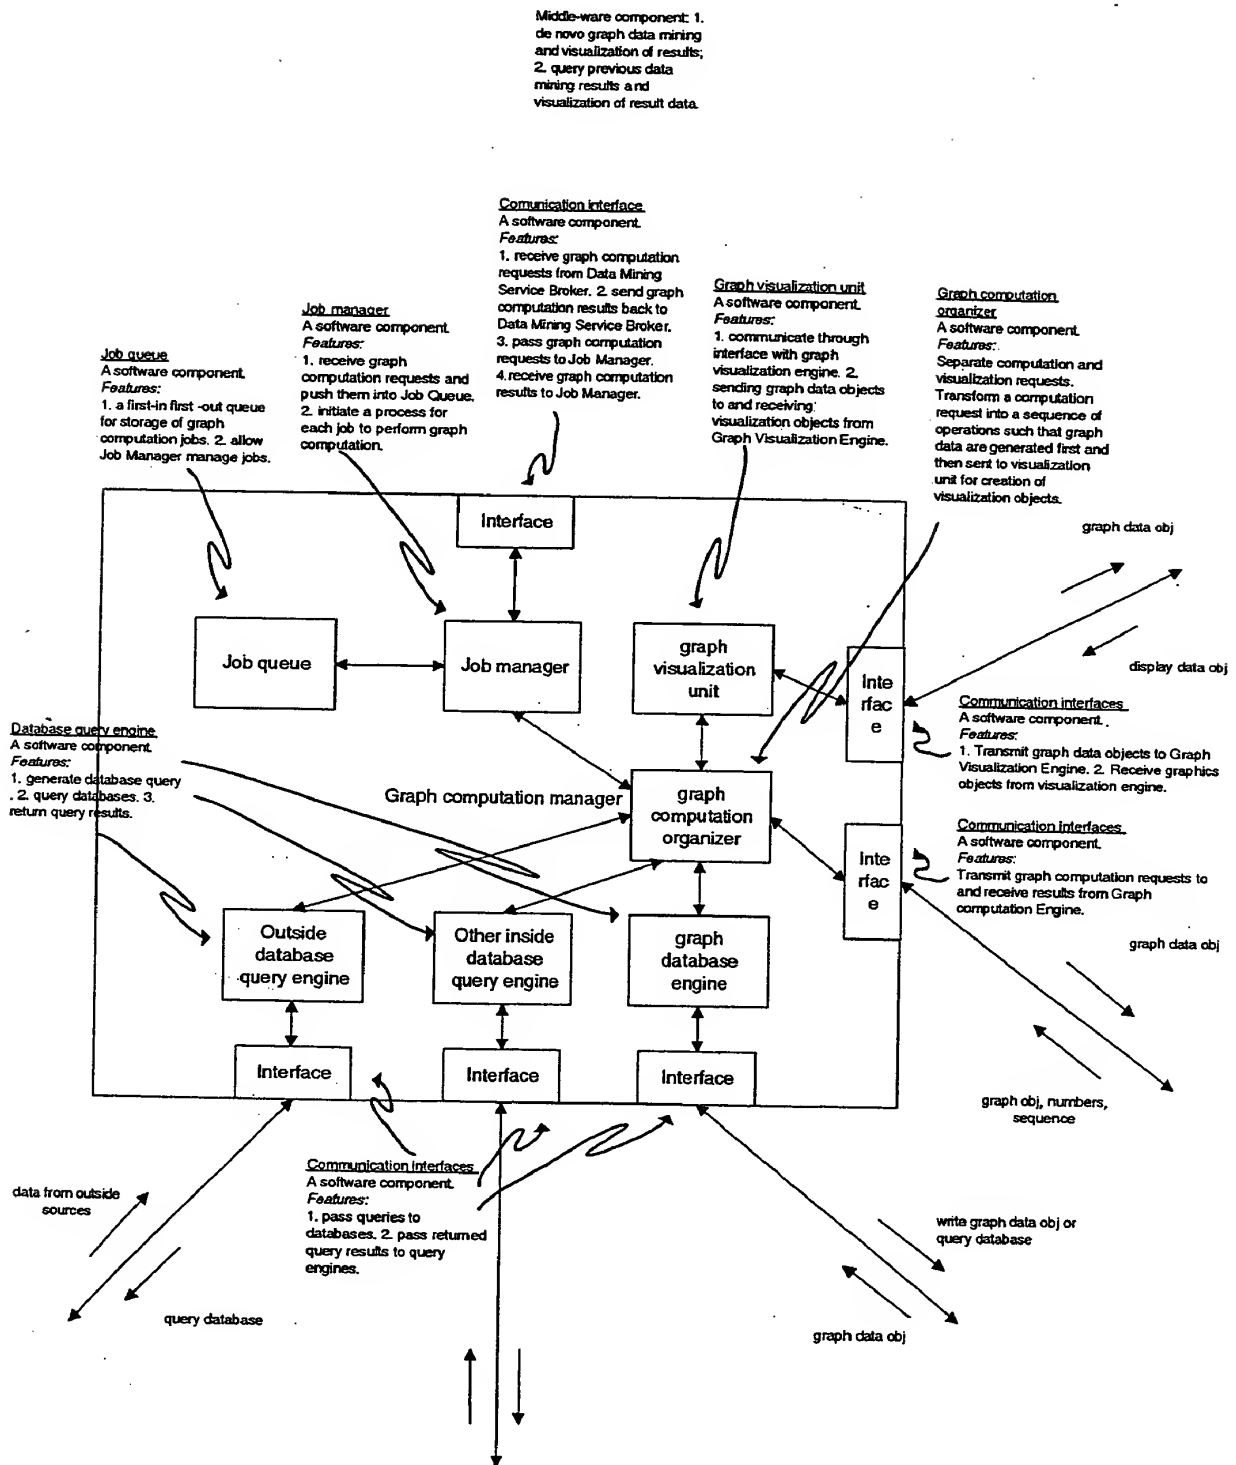 Middle-ware component: 1.
de novo graph data mining
and visualization of results;
2. query previous data
mining results and
visualization of result data.
Comunication interface
A software component.
Features:
1. receive graph computation
requests from Data Mining
Service Broker. 2. send graph
computation results back to
Data Mining Service Broker.
3. pass graph computation
requests to Job Manager.
4. receive graph computation
results to Job Manager.
Graph visualization unit
A software component.
Features:
1. communicate through
interface with graph
visualization engine. 2.
sending graph data objects
to and receiving
visualization objects from
Graph Visualization Engine.
Graph computation
organizer
A software component.
Features:
Separate computation and
visualization requests.
Transform a computation
request into a sequence of
operations such that graph
data are generated first and
then sent to visualization
unit for creation of
visualization objects.
Job manager
A software component.
Features:
1. receive graph
computation requests and
push them into Job Queue.
2. initiate a process for
each job to perform graph
computation.
Job queue
A software component.
Features:
1. a first-in first -out queue
for storage of graph
computation jobs. 2. allow
Job Manager manage jobs.
Interface
graph data obj
Job queue
Job manager
graph
visualization
unit
Inte
rfac
e
display data obj
Communication interfaces
A software component.
Features:
1. Transmit graph data objects to Graph
Visualization Engine. 2. Receive graphics
objects from visualization engine.
Database query engine
A software component.
Features:
1. generate database query
. 2. query databases. 3.
return query results.
Graph computation manager
graph
computation
organizer
Inte
rfac
e
Communication interfaces
A software component.
Features:
Transmit graph computation requests to
and receive results from Graph
computation Engine.
graph data obj
Outside
database
query engine
Other inside
database
query engine
graph
database
engine
Interface
Interface
Interface
graph obj, numbers,
sequence
Communication interfaces
A software component.
Features:
1. pass queries to
databases. 2. pass returned
query results to query
engines.
data from outside
sources
write graph data obj or
query database
query database
graph data obj